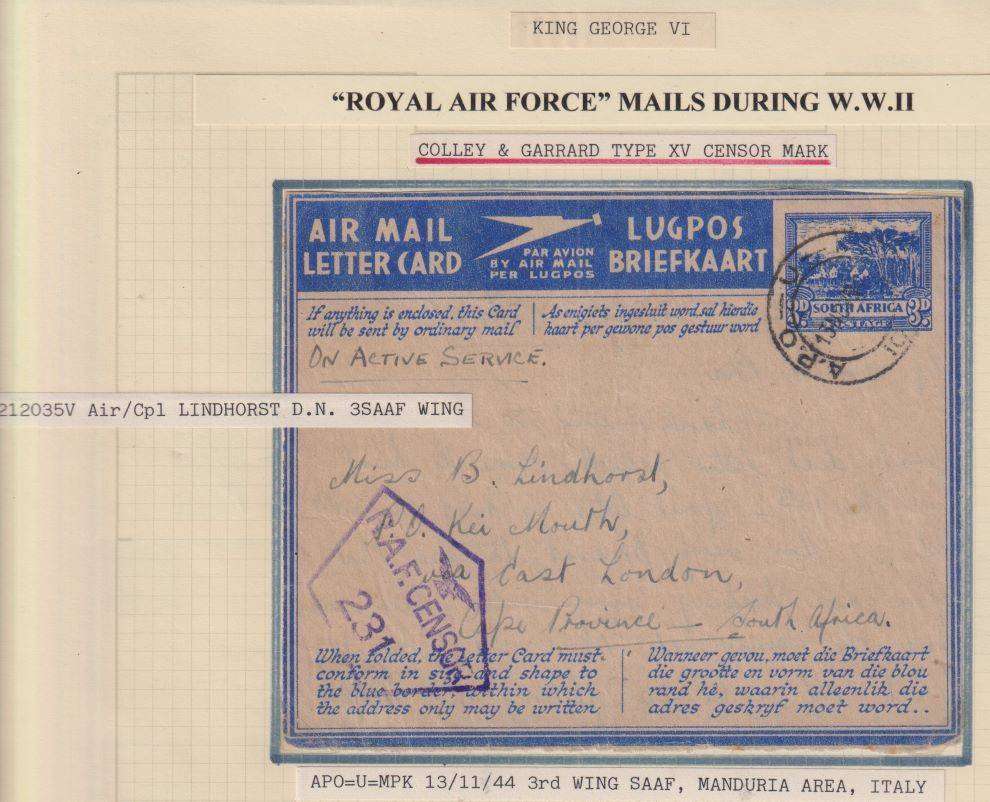 KING GEORGE VI
“ROYAL AIR FORCE” MAILS DURING W.W.II
COLLEY & GARRARD TYPE XV CENSOR MARK
AIR MAIL
LETTER CARD
PAR AVION
BY AIR MAIL
PER LUGPOS
LUGPOS
BRIEFKAART
SOUTH AFRICA
POSTAGE
A.P.O.—U—
If anything is enclosed, this Card
will be sent by ordinary mail
As enigiets ingesluit word, sal hierdie
kaart per gewone pos gestuur word
ON ACTIVE SERVICE.
212035V Air/Cpl LINDHORST D.N. 3SAAF WING
Miss B. Lindhorst,
P.O. Kei Mouth,
via East London,
Cape Province — South Africa.
R.A.F. CENSOR
231
When folded, the Letter Card must
conform in size and shape to
the blue border, within which
the address only may be written
Wanneer gevou, moet die Briefkaart
die grootte en vorm van die blou
rand hê, waarin alleenlik die
adres geskryf moet word..
APO=U=MPK 13/11/44 3rd WING SAAF, MANDURIA AREA, ITALY